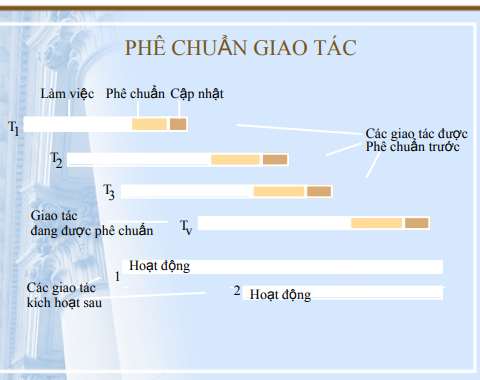 PHÊ CHUẨN GIAO TÁC
Làm việc Phê chuẩn Cập nhật
T1
Các giao tác được
Phê chuẩn trước
T2
T3
Giao tác
đang được phê chuẩn
Tv
1 Hoạt động
Các giao tác
kích hoạt sau
2 Hoạt động